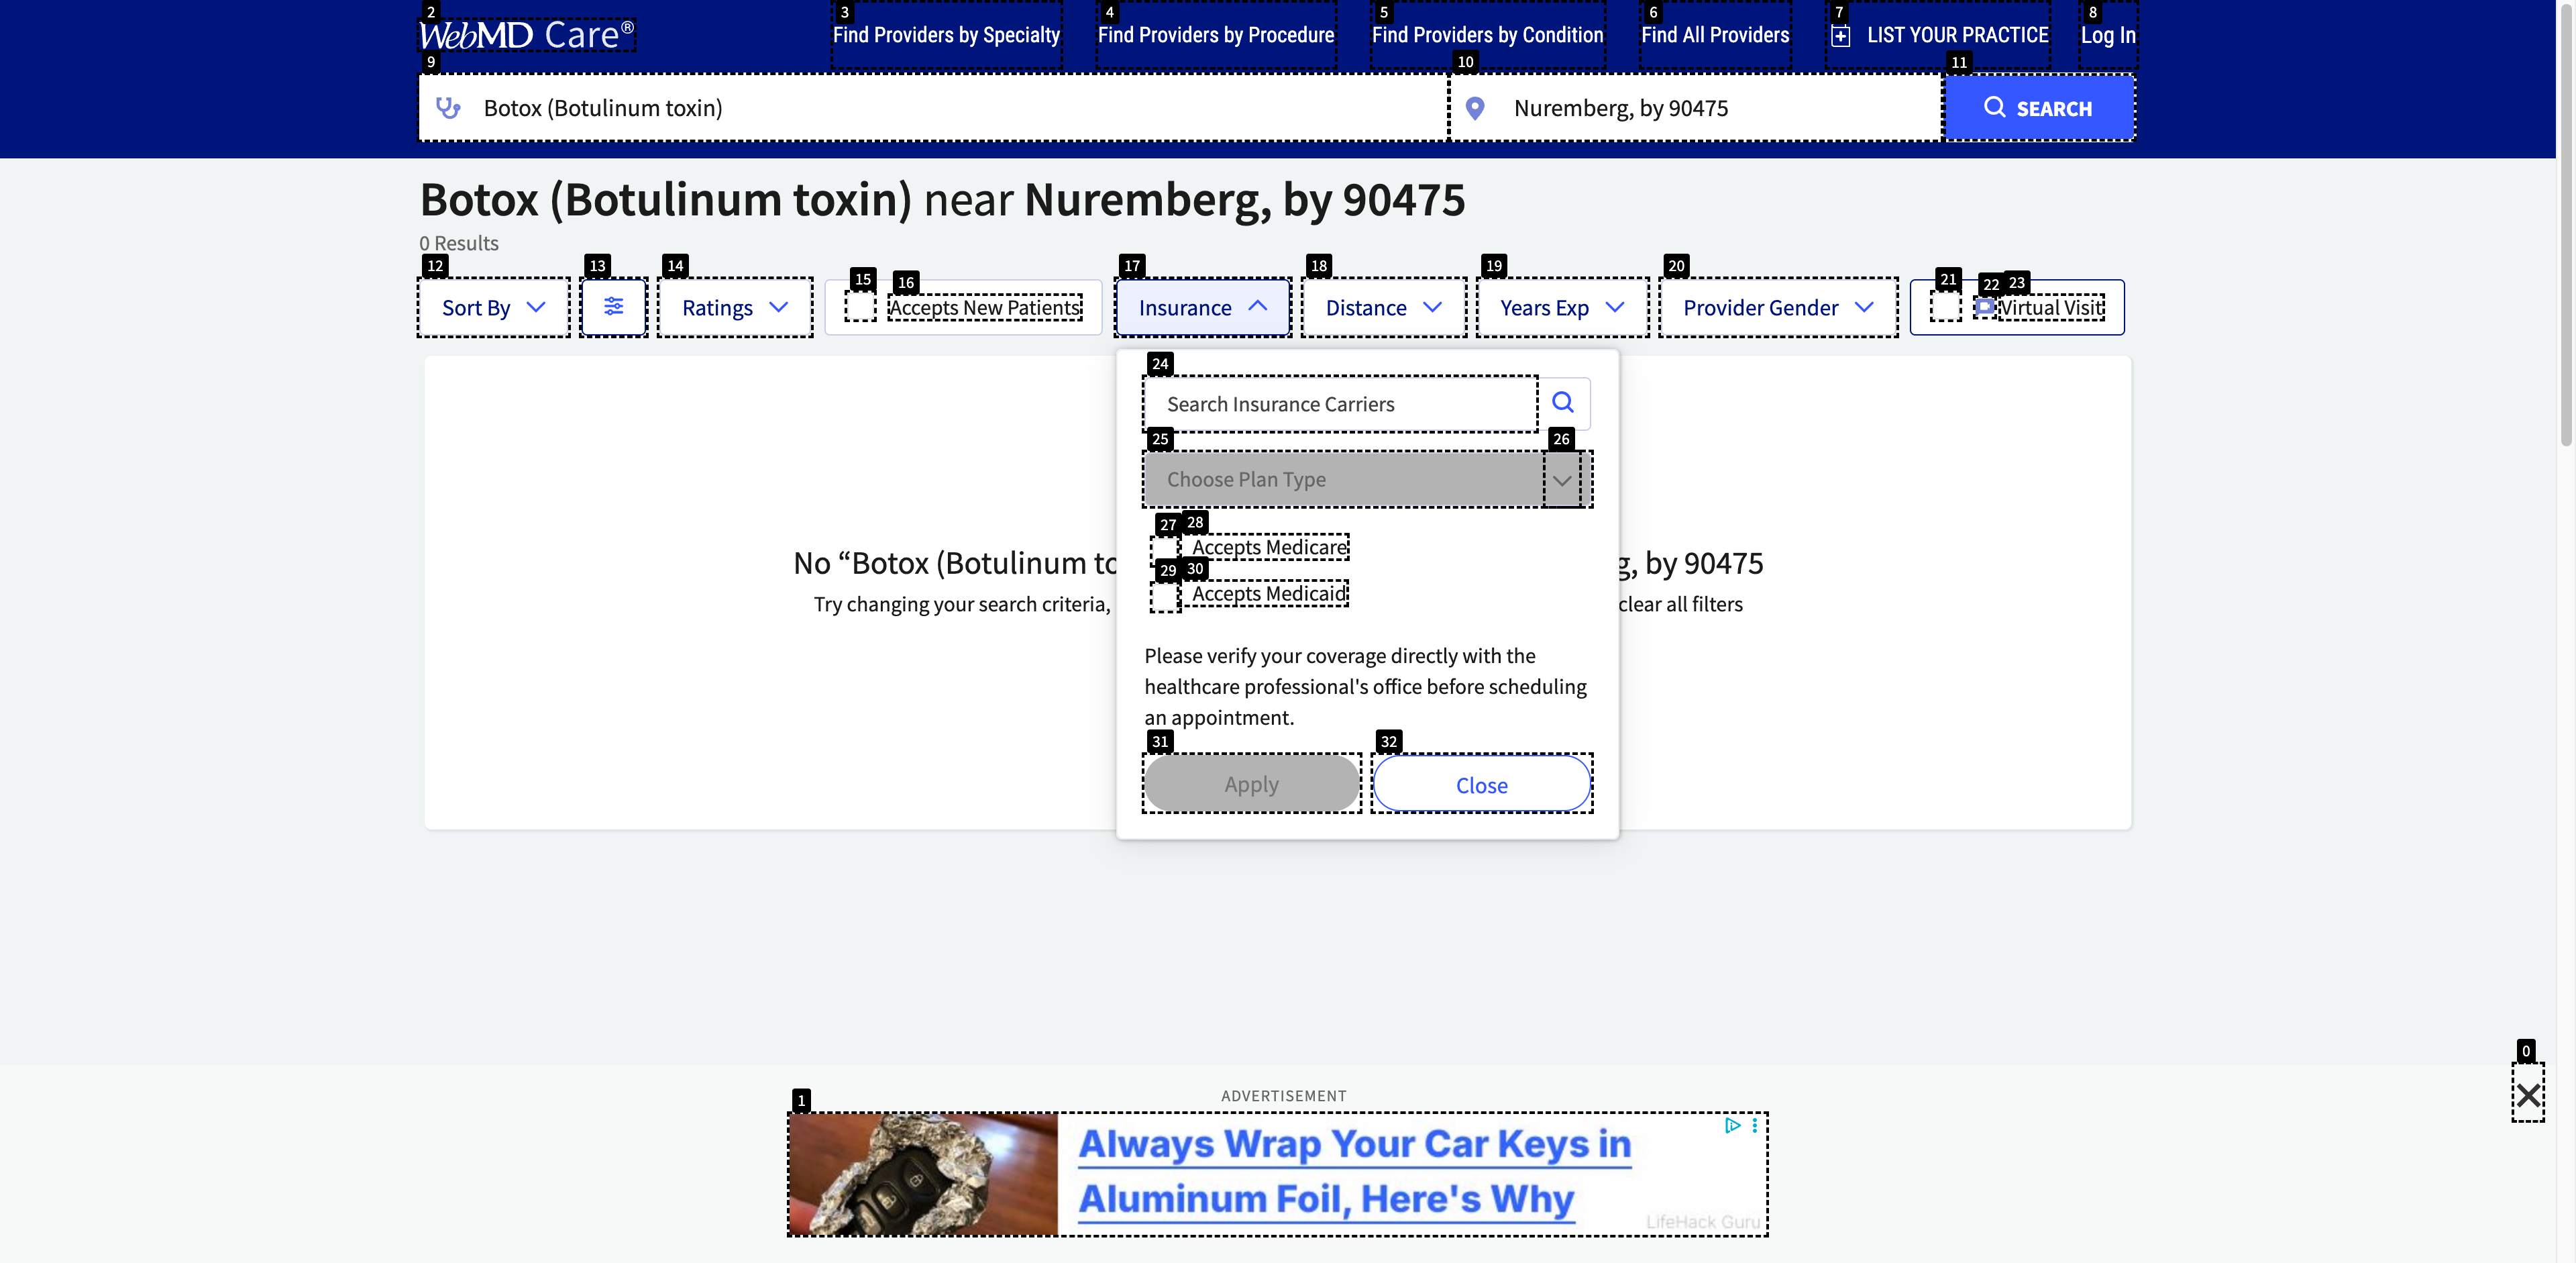 2
3
4
5
6
7
8
WebMD Care®
Find Providers by Specialty
Find Providers by Procedure
Find Providers by Condition
Find All Providers
LIST YOUR PRACTICE
Log In
9
10
11
Botox (Botulinum toxin)
Nuremberg, by 90475
SEARCH
Botox (Botulinum toxin) near Nuremberg, by 90475
0 Results
12
13
14
15
16
17
18
19
20
21
22
23
Sort By
Ratings
Accepts New Patients
Insurance
Distance
Years Exp
Provider Gender
Virtual Visit
24
Search Insurance Carriers
25
26
Choose Plan Type
27
28
Accepts Medicare
29
30
Accepts Medicaid
No “Botox (Botulinum to
g, by 90475
Try changing your search criteria,
clear all filters
Please verify your coverage directly with the
healthcare professional's office before scheduling
an appointment.
31
32
Apply
Close
0
ADVERTISEMENT
1
Always Wrap Your Car Keys in
Aluminum Foil, Here's Why
LifeHack Guru